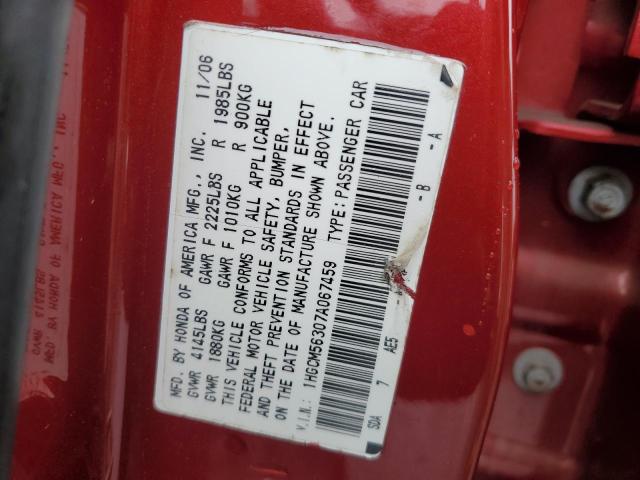 MFD. BY HONDA OF AMERICA MFG., INC. 11/06
GVWR 4145LBS GAWR F 2225LBS R 1985LBS
GVWR 1880KG GAWR F 1010KG R 900KG
THIS VEHICLE CONFORMS TO ALL APPLICABLE
FEDERAL MOTOR VEHICLE SAFETY, BUMPER,
AND THEFT PREVENTION STANDARDS IN EFFECT
ON THE DATE OF MANUFACTURE SHOWN ABOVE.
V.I.N.: 1HGCM56307A067459 TYPE: PASSENGER CAR
SDA 7 AE5 -B -A